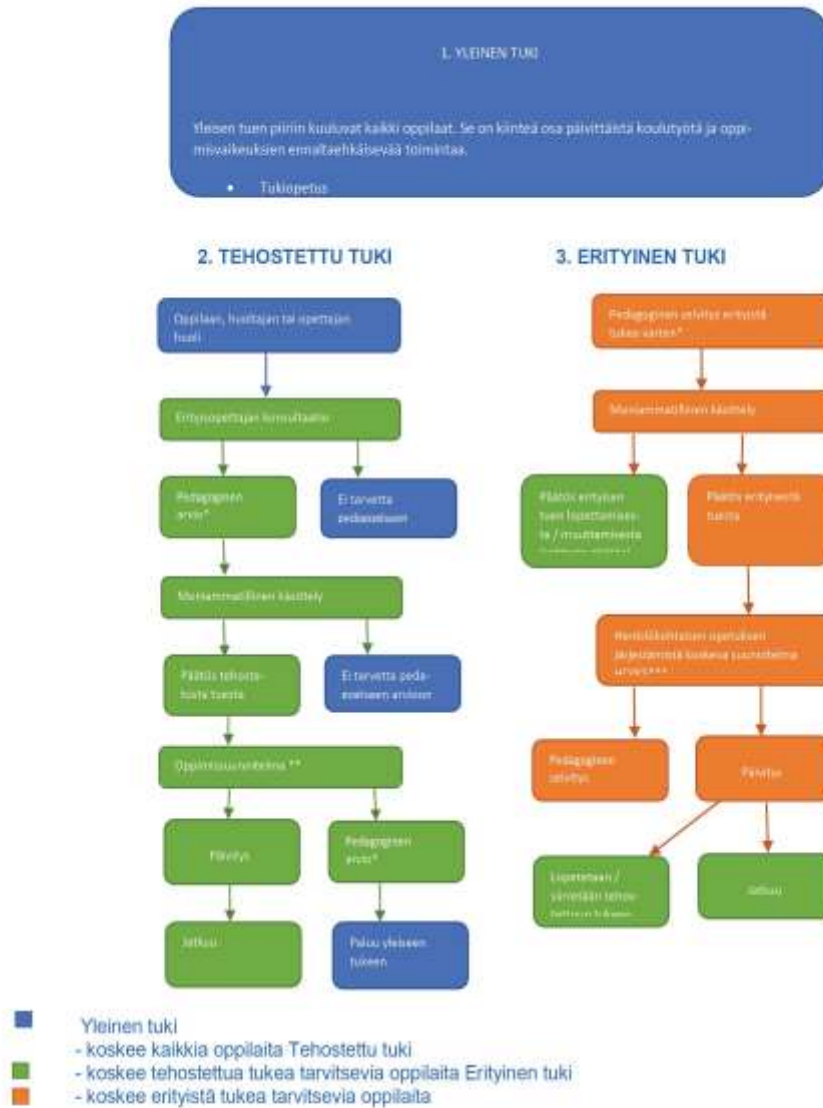 1. YLEINEN TUKI
Yleisen tuen piiriin kuuluvat kaikki oppilaat. Se on kiinteä osa päivittäistä koulutyötä ja oppi-
misvaikeuksien ennaltaehkäisevää toimintaa.
• Tukiopetus
2. TEHOSTETTU TUKI
3. ERITYINEN TUKI
Oppilaan, huoltajan tai opettajan
huoli
Erityisopettajan konsultaatio
Pedagoginen
arvio*
Ei tarvetta
Moniammatillinen käsittely
Päätös tehoste-
tusta tuesta
Ei tarvetta peda-
Oppimissuunnitelma **
Päivitys
Pedagoginen
arvio*
Jatkuu
Paluu yleiseen
tukeen
Pedagoginen selvitys erityistä
tukea varten*
Moniammatillinen käsittely
Päätös erityisen
tuen lopettamises-
ta / muuttamisesta
Päätös erityisestä
tuesta
Henkilökohtaisen opetuksen
järjestämistä koskeva suunnitelma
Pedagoginen
selvitys
Päivitys
Lopetetaan /
siirretään tehos-
Jatkuu
Yleinen tuki
- koskee kaikkia oppilaita Tehostettu tuki
- koskee tehostettua tukea tarvitsevia oppilaita Erityinen tuki
- koskee erityistä tukea tarvitsevia oppilaita